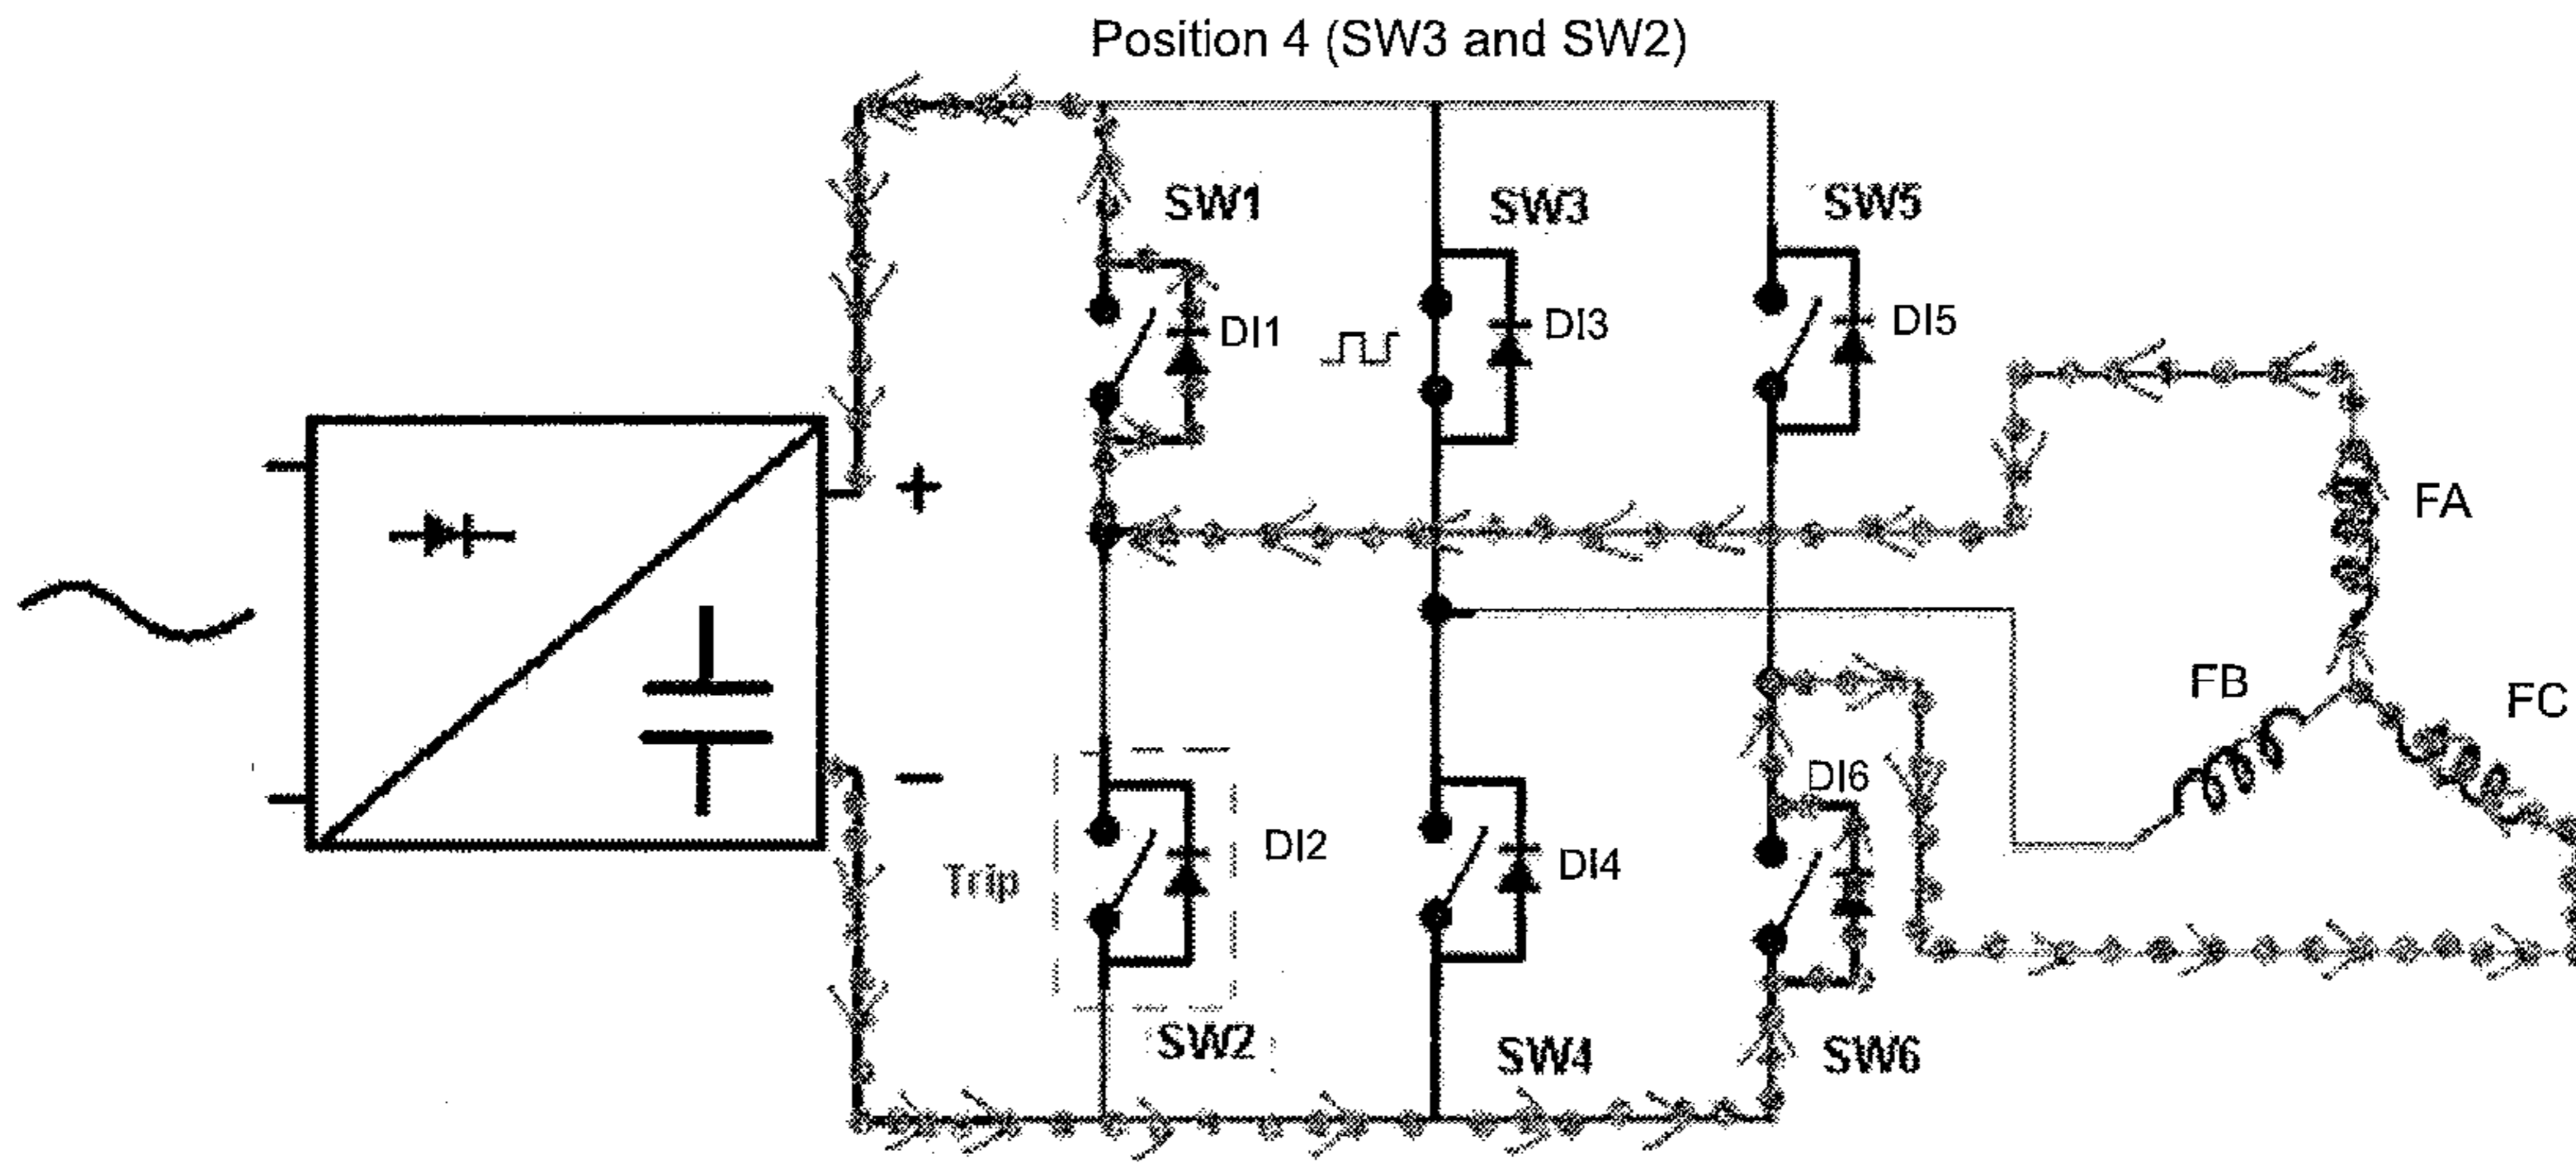 Position 4 (SW3 and SW2)
SW1
SW3
SW5
DI1
DI3
DI5
+
FA
FB
FC
−
DI6
Trip
DI2
DI4
SW2
SW4
SW6